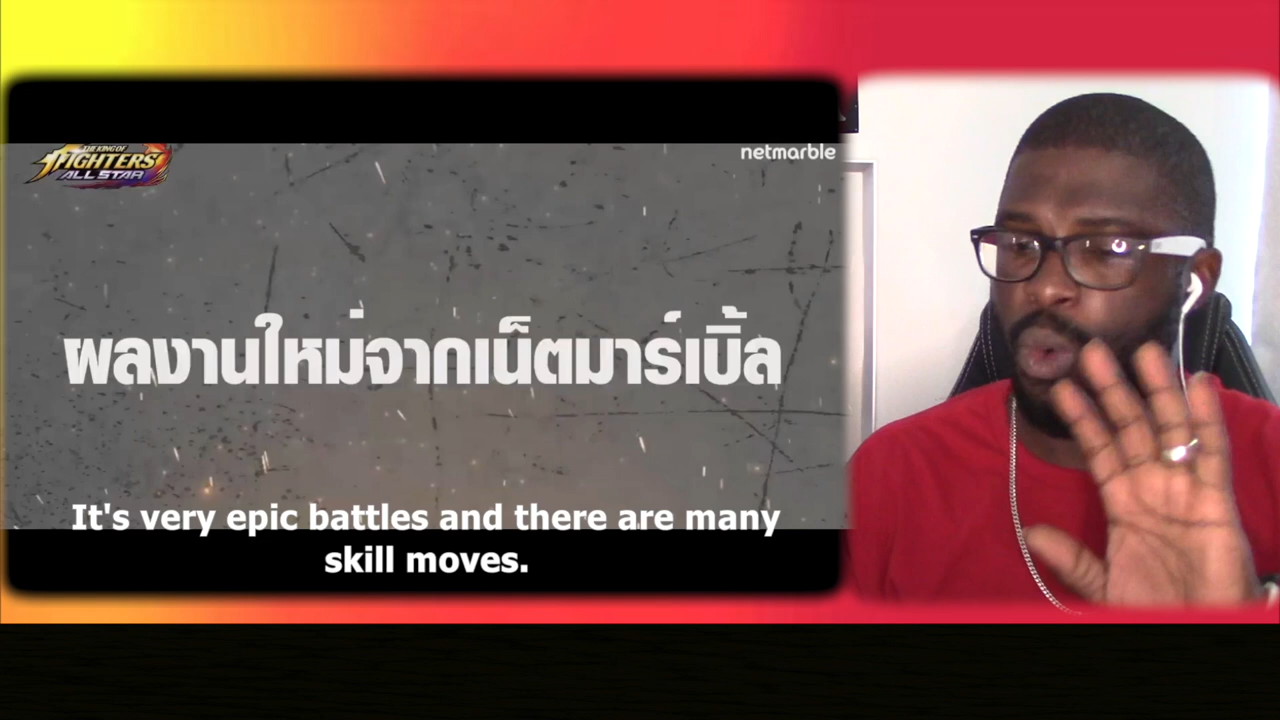 THE KING OF
FIGHTERS
ALL STAR
netmarble
ผลงานใหม่จากเน็ตมาร์เบิ้ล
It's very epic battles and there are many
skill moves.